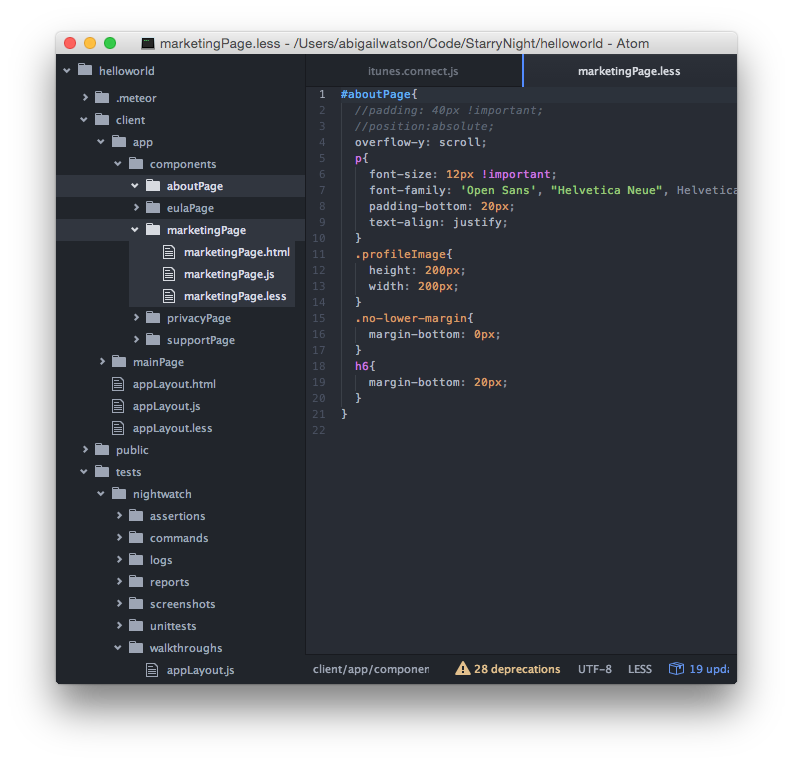 marketingPage.less - /Users/abigailwatson/Code/StarryNight/helloworld - Atom
helloworld
.meteor
client
app
components
aboutPage
eulaPage
marketingPage
marketingPage.html
marketingPage.js
marketingPage.less
privacyPage
supportPage
mainPage
appLayout.html
appLayout.js
appLayout.less
public
tests
nightwatch
assertions
commands
logs
reports
screenshots
unittests
walkthroughs
appLayout.js
itunes.connect.js
marketingPage.less
1 #aboutPage{
2 //padding: 40px !important;
3 //position:absolute;
4 overflow-y: scroll;
5 p{
6 font-size: 12px !important;
7 font-family: 'Open Sans', "Helvetica Neue", Helvetica
8 padding-bottom: 20px;
9 text-align: justify;
10 }
11 .profileImage{
12 height: 200px;
13 width: 200px;
14 }
15 .no-lower-margin{
16 margin-bottom: 0px;
17 }
18 h6{
19 margin-bottom: 20px;
20 }
21 }
22
client/app/componen
28 deprecations
UTF-8
LESS
19 upda